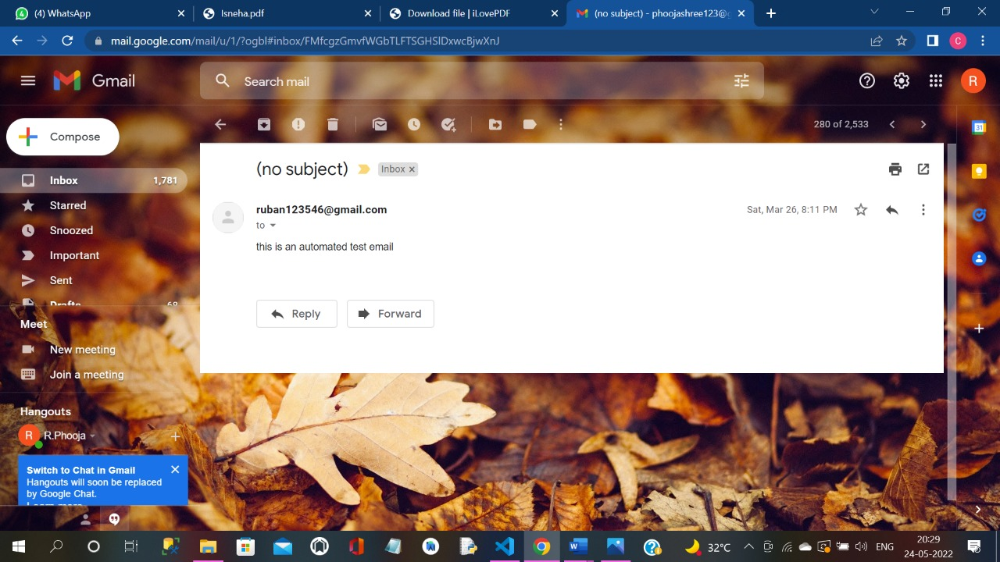 (4) WhatsApp
Isneha.pdf
Download file | iLovePDF
(no subject) - phoojashree123@g
mail.google.com/mail/u/1/?ogbl#inbox/FMfcgzGmvfWGbTLFTSGHSlDxwcBjwXnJ
C
Gmail
Search mail
R
Compose
280 of 2,533
31
(no subject)
Inbox
Inbox 1,781
Starred
Snoozed
Important
Sent
Drafts 68
ruban123546@gmail.com
Sat, Mar 26, 8:11 PM
to
this is an automated test email
Reply
Forward
Meet
New meeting
Join a meeting
Hangouts
R
R.Phooja
Switch to Chat in Gmail
Hangouts will soon be replaced
by Google Chat.
Learn more
32°C
ENG
20:29
24-05-2022